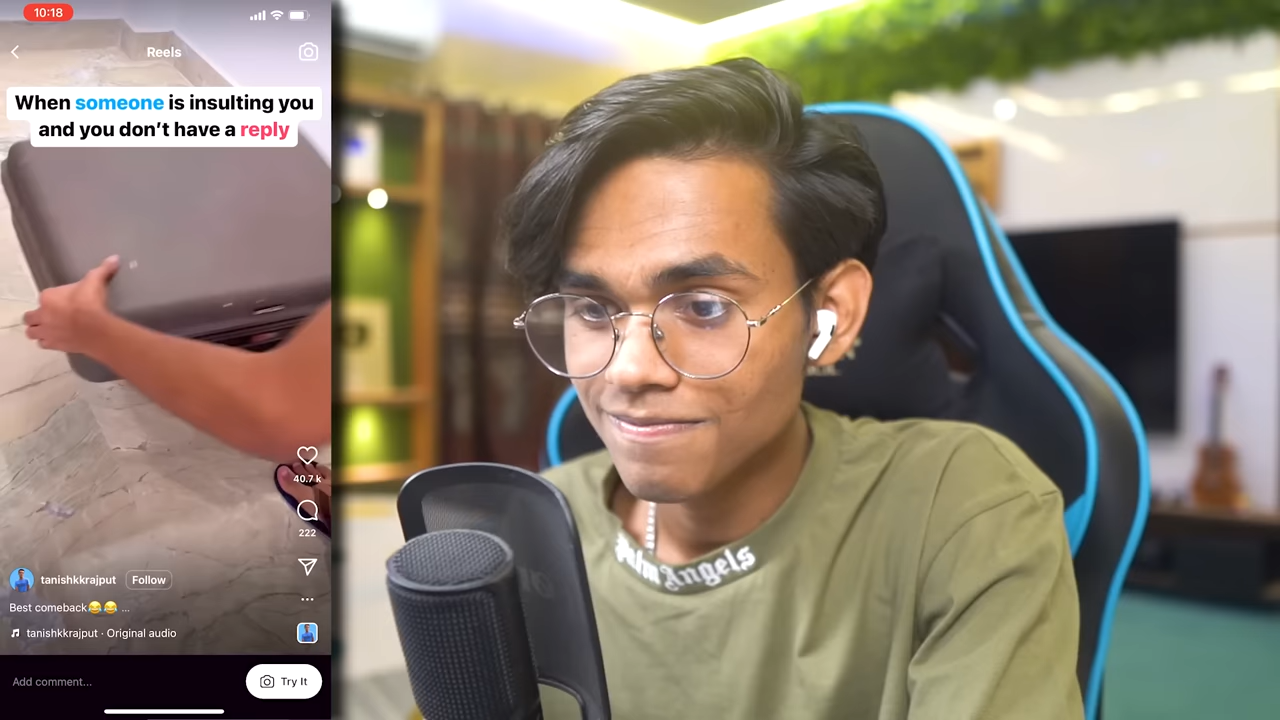 10:18
Reels
When someone is insulting you
and you don't have a reply
40.7 k
222
tanishkkrajput Follow
Best comeback😂😂 ...
tanishkkrajput · Original audio
Add comment...
Try It
Palm Angels